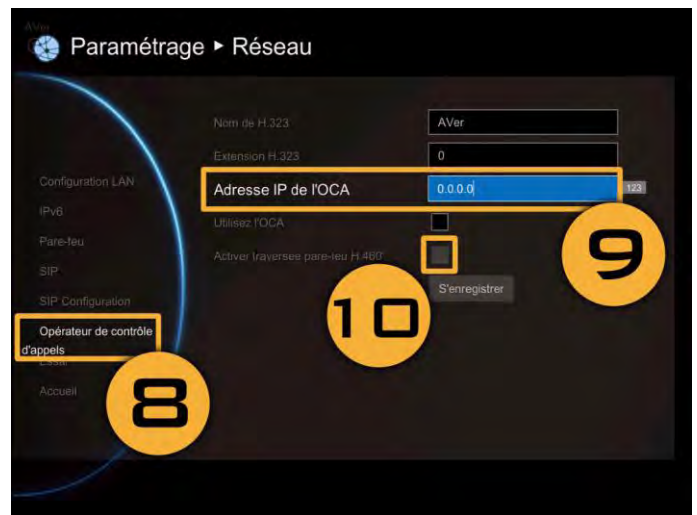 AVer
Paramétrage ▸ Réseau
Nom de H.323 AVer
Extension H.323 0
Adresse IP de l'OCA 0.0.0.0 123
Utilisez l'OCA
Activer traversée pare-feu H.460
S'enregistrer
Configuration LAN
IPv6
Pare-feu
SIP
SIP Configuration
Opérateur de contrôle
d'appels
Essai
Accueil
8
9
10